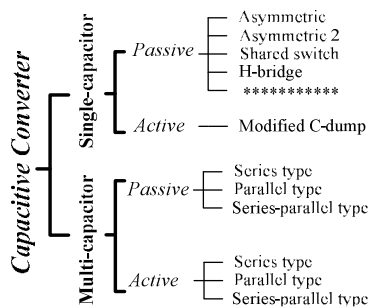 Capacitive Converter
Single-capacitor
Passive
Asymmetric
Asymmetric 2
Shared switch
H-bridge
***********
Active
Modified C-dump
Multi-capacitor
Passive
Series type
Parallel type
Series-parallel type
Active
Series type
Parallel type
Series-parallel type